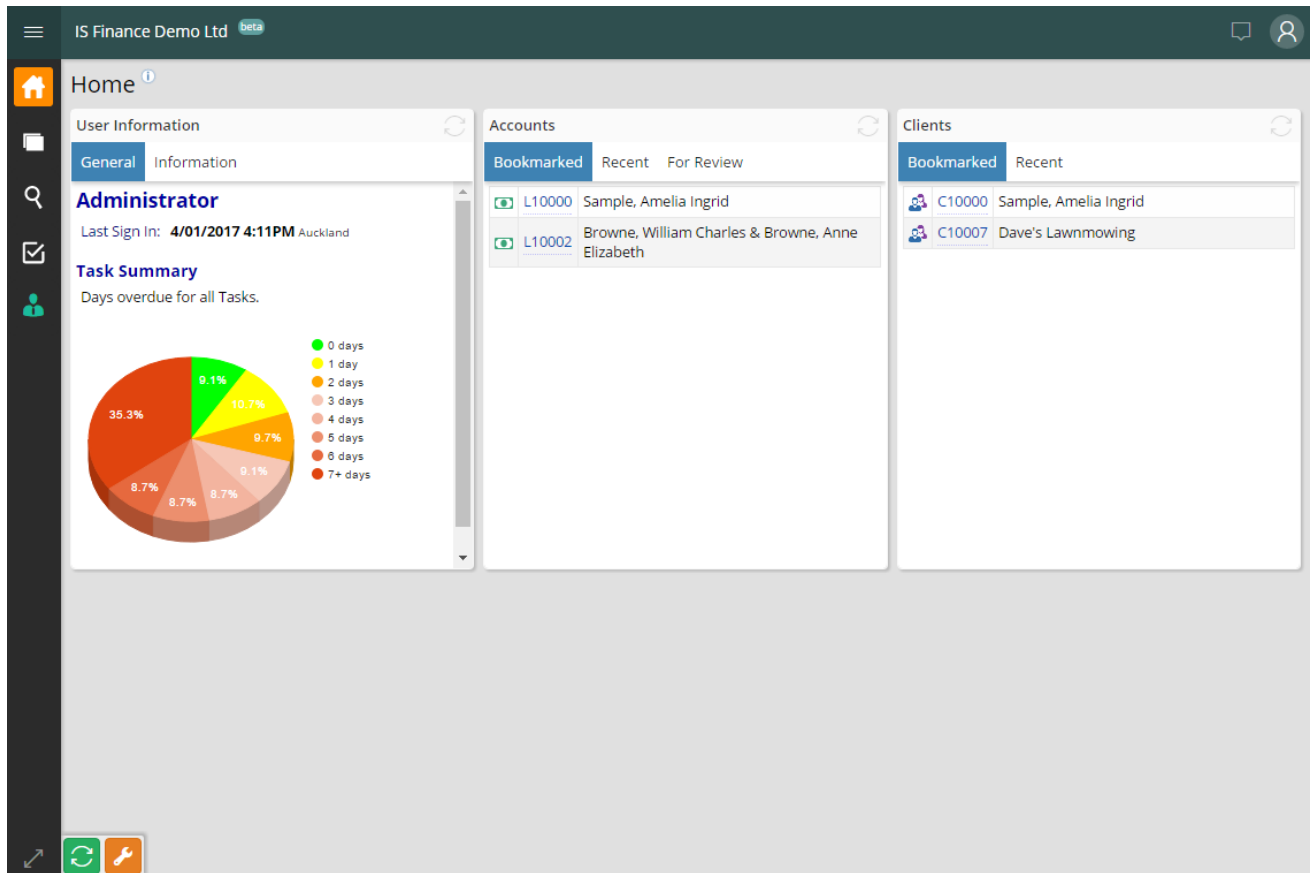 IS Finance Demo Ltd beta
Home
User Information
General Information
Administrator
Last Sign In: 4/01/2017 4:11PM Auckland
Task Summary
Days overdue for all Tasks.
0 days
1 day
2 days
3 days
4 days
5 days
6 days
7+ days
9.1%
10.7%
9.7%
9.1%
8.7%
8.7%
8.7%
35.3%
Accounts
Bookmarked Recent For Review
L10000 Sample, Amelia Ingrid
L10002 Browne, William Charles & Browne, Anne
Elizabeth
Clients
Bookmarked Recent
C10000 Sample, Amelia Ingrid
C10007 Dave's Lawnmowing